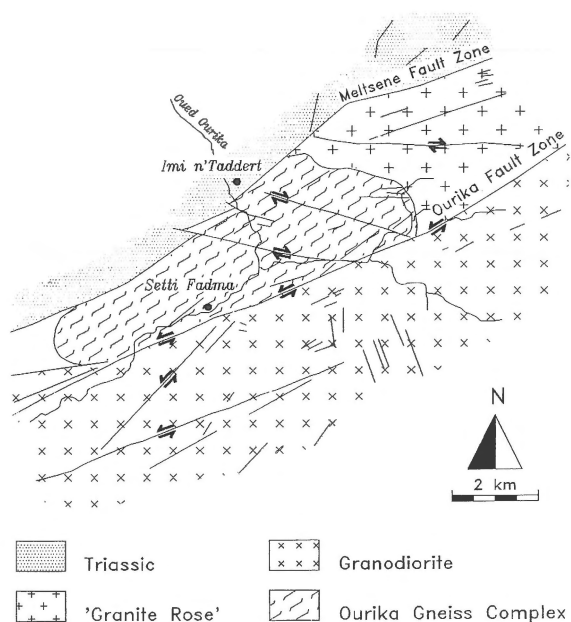 Meltsene Fault Zone
Oued Ourika
Imi n'Taddert
Ourika Fault Zone
Setti Fadma
N
2 km
Triassic
Granodiorite
'Granite Rose'
Ourika Gneiss Complex